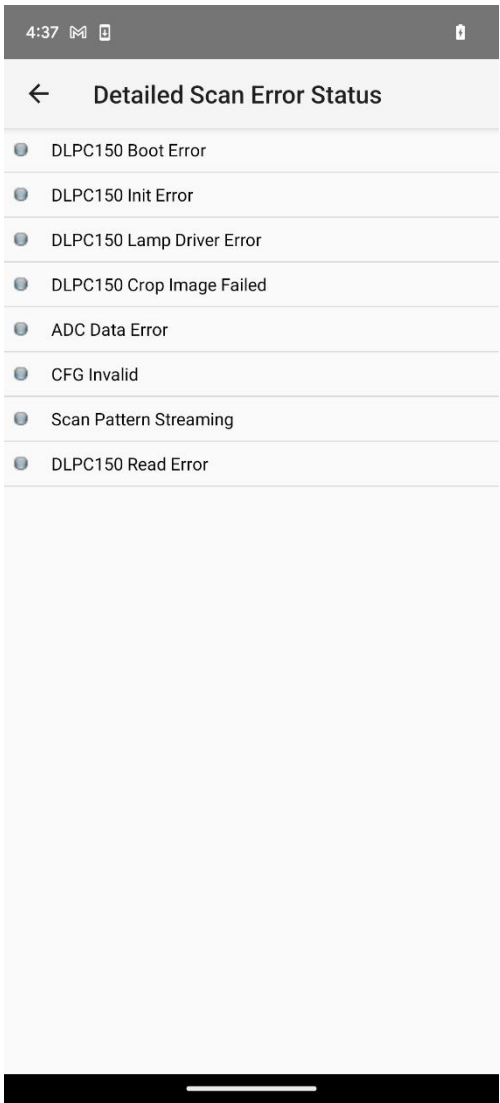 4:37
Detailed Scan Error Status
DLPC150 Boot Error
DLPC150 Init Error
DLPC150 Lamp Driver Error
DLPC150 Crop Image Failed
ADC Data Error
CFG Invalid
Scan Pattern Streaming
DLPC150 Read Error